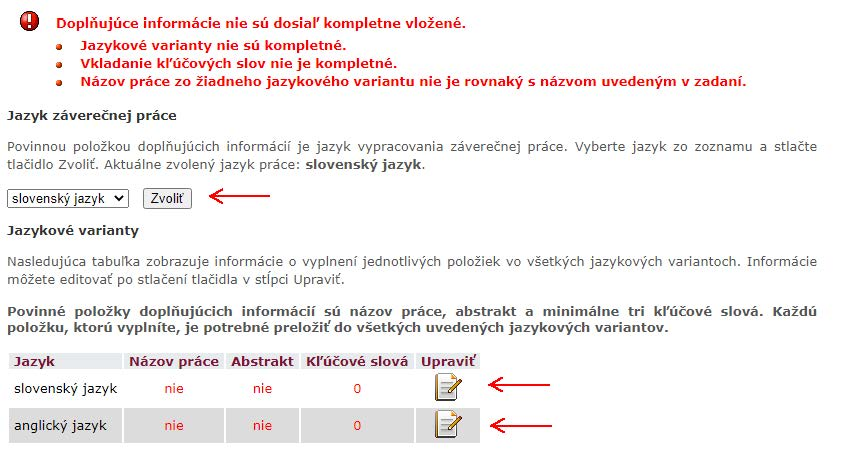 Doplňujúce informácie nie sú dosiaľ kompletne vložené.
Jazykové varianty nie sú kompletné.
Vkladanie kľúčových slov nie je kompletné.
Názov práce zo žiadneho jazykového variantu nie je rovnaký s názvom uvedeným v zadaní.
Jazyk záverečnej práce
Povinnou položkou doplňujúcich informácií je jazyk vypracovania záverečnej práce. Vyberte jazyk zo zoznamu a stlačte
tlačidlo Zvoliť. Aktuálne zvolený jazyk práce: slovenský jazyk.
slovenský jazyk Zvoliť
Jazykové varianty
Nasledujúca tabuľka zobrazuje informácie o vyplnení jednotlivých položiek vo všetkých jazykových variantoch. Informácie
môžete editovať po stlačení tlačidla v stĺpci Upraviť.
Povinné položky doplňujúcich informácií sú názov práce, abstrakt a minimálne tri kľúčové slová. Každú
položku, ktorú vyplníte, je potrebné preložiť do všetkých uvedených jazykových variantov.
Jazyk Názov práce Abstrakt Kľúčové slová Upraviť
slovenský jazyk nie nie 0
anglický jazyk nie nie 0